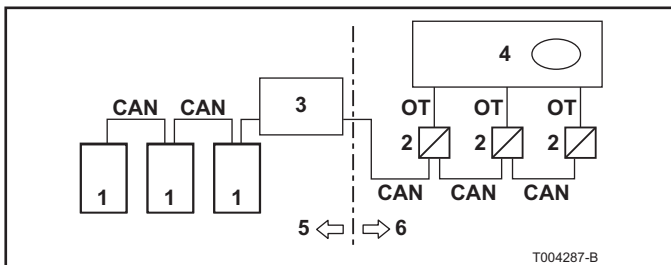 4
3
CAN CAN
OT OT OT
2 2 2
1 1 1
CAN CAN CAN
5 6
T004287-B